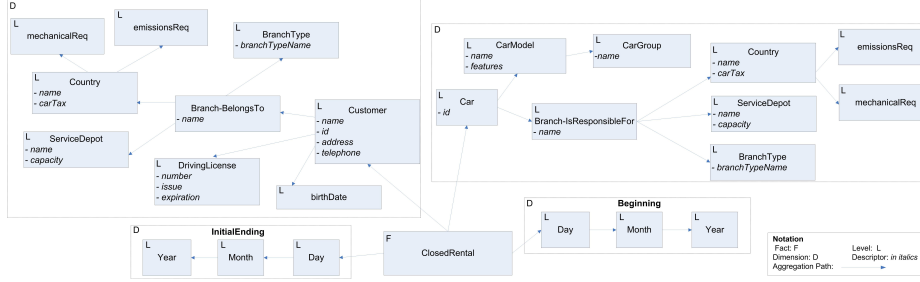 D
L
mechanicalReq
L
emissionsReq
L
BranchType
- branchTypeName
L
Country
- name
- carTax
L
Branch-BelongsTo
- name
L
Customer
- name
- id
- address
- telephone
L
ServiceDepot
- name
- capacity
L
DrivingLicense
- number
- issue
- expiration
L
birthDate
D
L
CarModel
- name
- features
L
CarGroup
-name
L
Country
- name
- carTax
L
emissionsReq
L
mechanicalReq
L
Car
- id
L
Branch-IsResponsibleFor
- name
L
ServiceDepot
- name
- capacity
L
BranchType
- branchTypeName
D
InitialEnding
L
Year
L
Month
L
Day
F
ClosedRental
D
Beginning
L
Day
L
Month
L
Year
Notation
Fact: F Level: L
Dimension: D Descriptor: in italics
Aggregation Path: